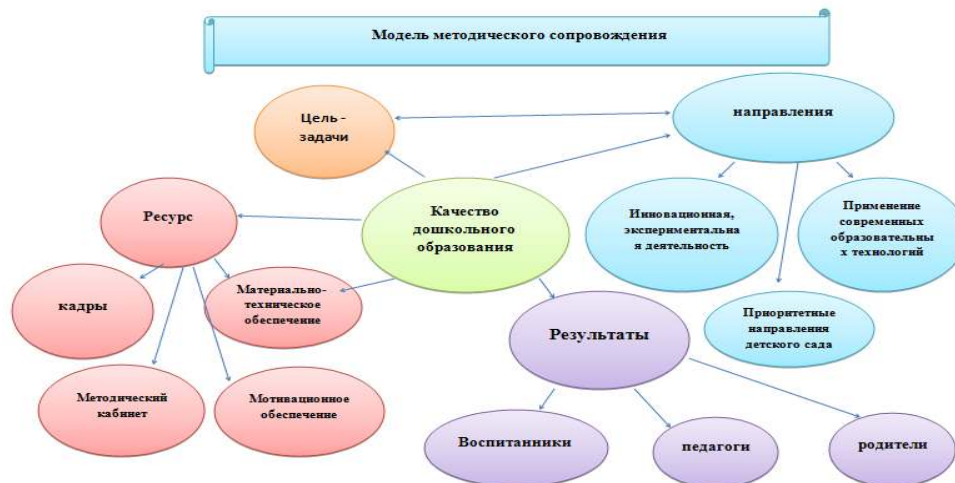 Модель методического сопровождения
Цель -
задачи
направления
Ресурс
Качество
дошкольного
образования
Инновационная,
экспериментальна
я деятельность
Применение
современных
образовательны
х технологий
кадры
Материально-
техническое
обеспечение
Результаты
Приоритетные
направления
детского сада
Методический
кабинет
Мотивационное
обеспечение
Воспитанники
педагоги
родители